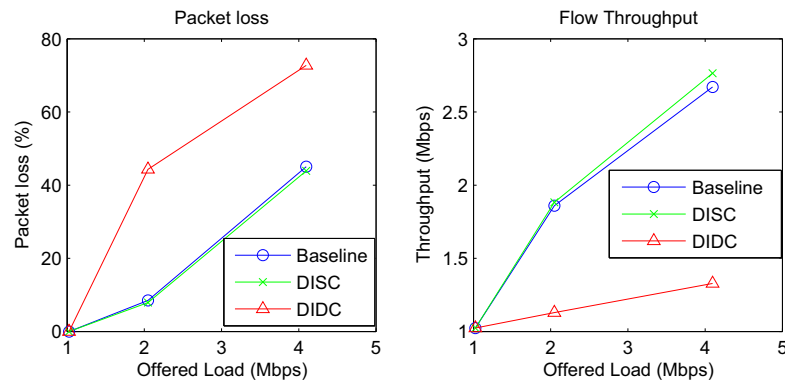 Packet loss
80
60
40
20
0
1
2
3
4
5
Packet loss (%)
Offered Load (Mbps)
Baseline
DISC
DIDC
Flow Throughput
3
2.5
2
1.5
1
1
2
3
4
5
Throughput (Mbps)
Offered Load (Mbps)
Baseline
DISC
DIDC